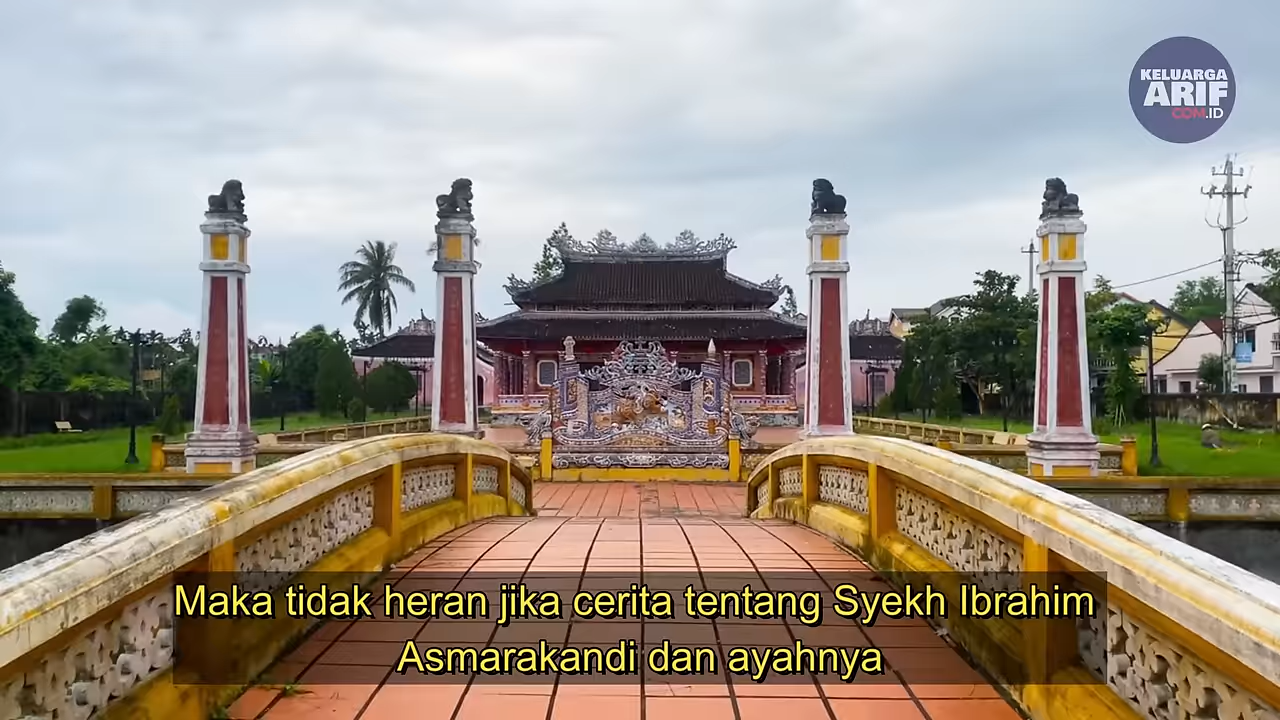 KELUARGA
ARIF
COM.ID
Maka tidak heran jika cerita tentang Syekh Ibrahim
Asmarakandi dan ayahnya